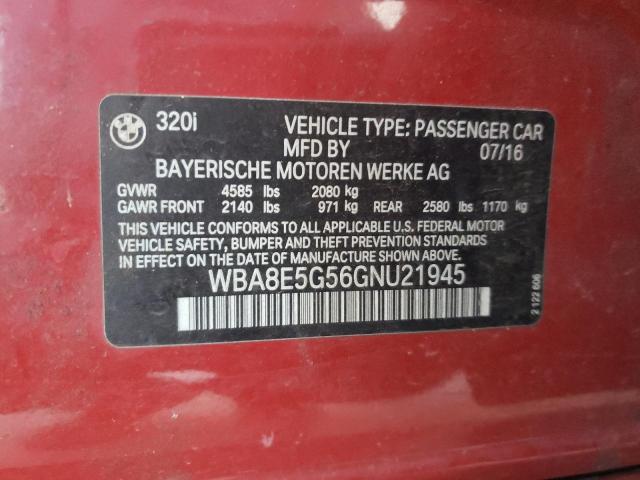 BMW
320i VEHICLE TYPE: PASSENGER CAR
MFD BY 07/16
BAYERISCHE MOTOREN WERKE AG
GVWR 4585 lbs 2080 kg
GAWR FRONT 2140 lbs 971 kg REAR 2580 lbs 1170 kg
THIS VEHICLE CONFORMS TO ALL APPLICABLE U.S. FEDERAL MOTOR
VEHICLE SAFETY, BUMPER AND THEFT PREVENTION STANDARDS
IN EFFECT ON THE DATE OF MANUFACTURE SHOWN ABOVE.
WBA8E5G56GNU21945
2 122 606